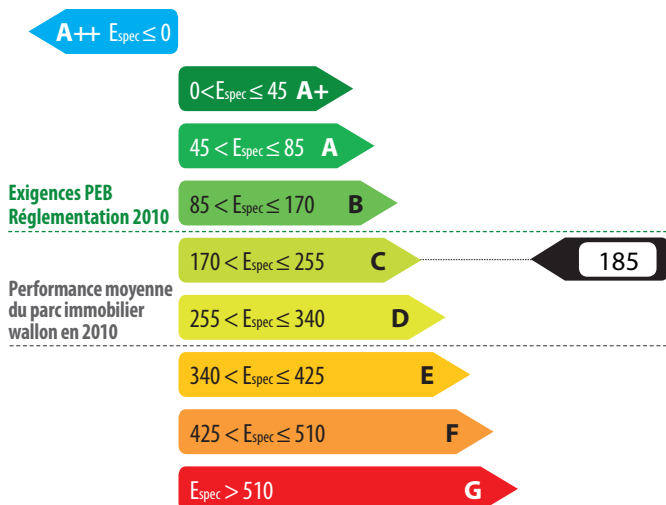 A++ Espec ≤ 0
0<Espec ≤ 45 A+
45 < Espec ≤ 85 A
Exigences PEB
Réglementation 2010
85 < Espec ≤ 170 B
170 < Espec ≤ 255 C
185
Performance moyenne
du parc immobilier
wallon en 2010
255 < Espec ≤ 340 D
340 < Espec ≤ 425 E
425 < Espec ≤ 510 F
Espec > 510 G